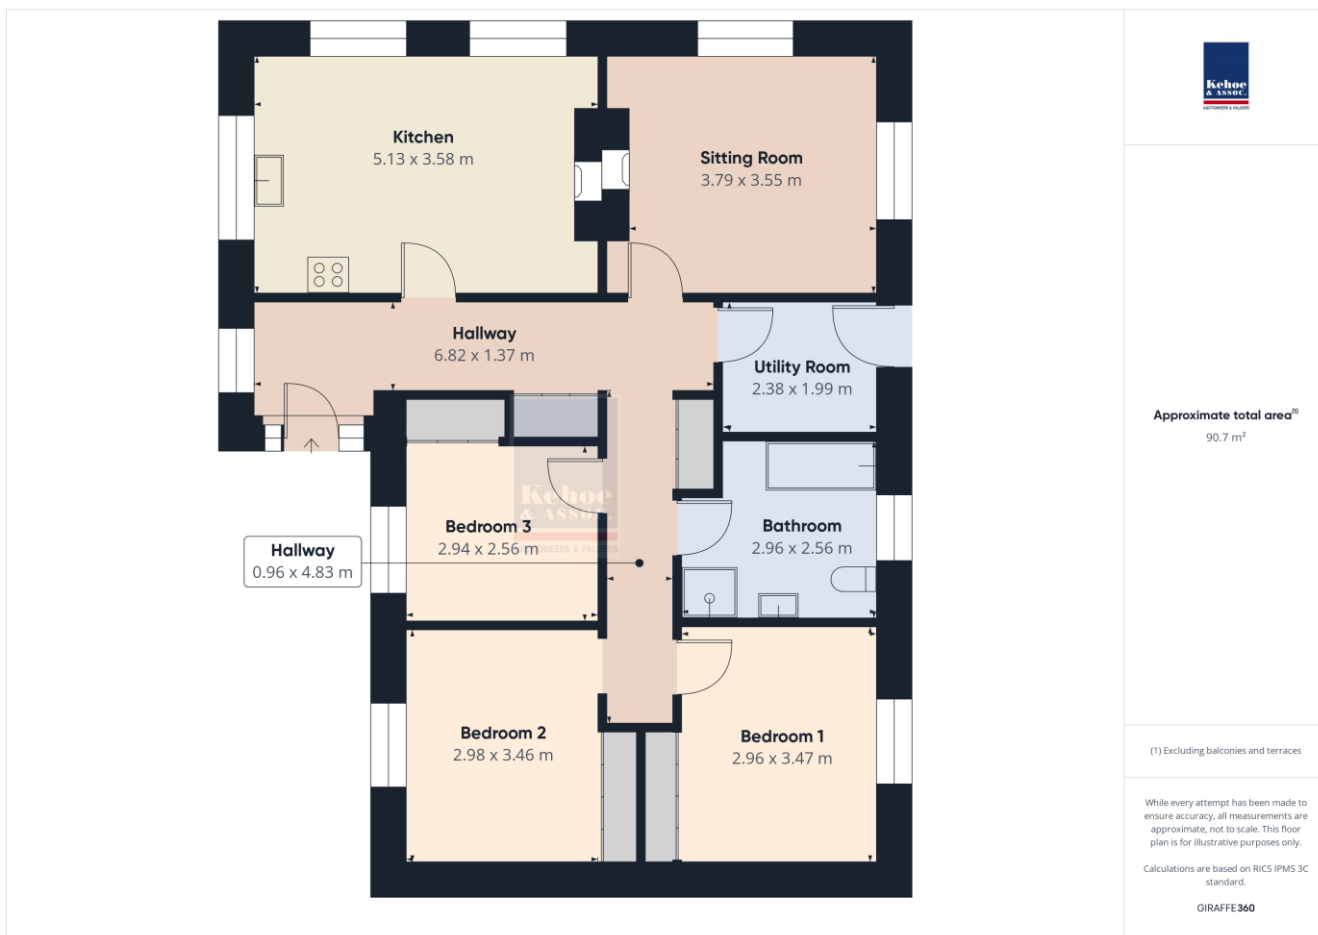 Kitchen
5.13 x 3.58 m
Sitting Room
3.79 x 3.55 m
Hallway
6.82 x 1.37 m
Utility Room
2.38 x 1.99 m
Kehoe
& ASSOC.
Bedroom 3
2.94 x 2.56 m
Bathroom
2.96 x 2.56 m
Hallway
0.96 x 4.83 m
Bedroom 2
2.98 x 3.46 m
Bedroom 1
2.96 x 3.47 m
Kehoe
& ASSOC.
AUCTIONEERS & VALUERS
Approximate total area(1)
90.7 m²
(1) Excluding balconies and terraces
While every attempt has been made to
ensure accuracy, all measurements are
approximate, not to scale. This floor
plan is for illustrative purposes only.
Calculations are based on RICS IPMS 3C
standard.
GIRAFFE360